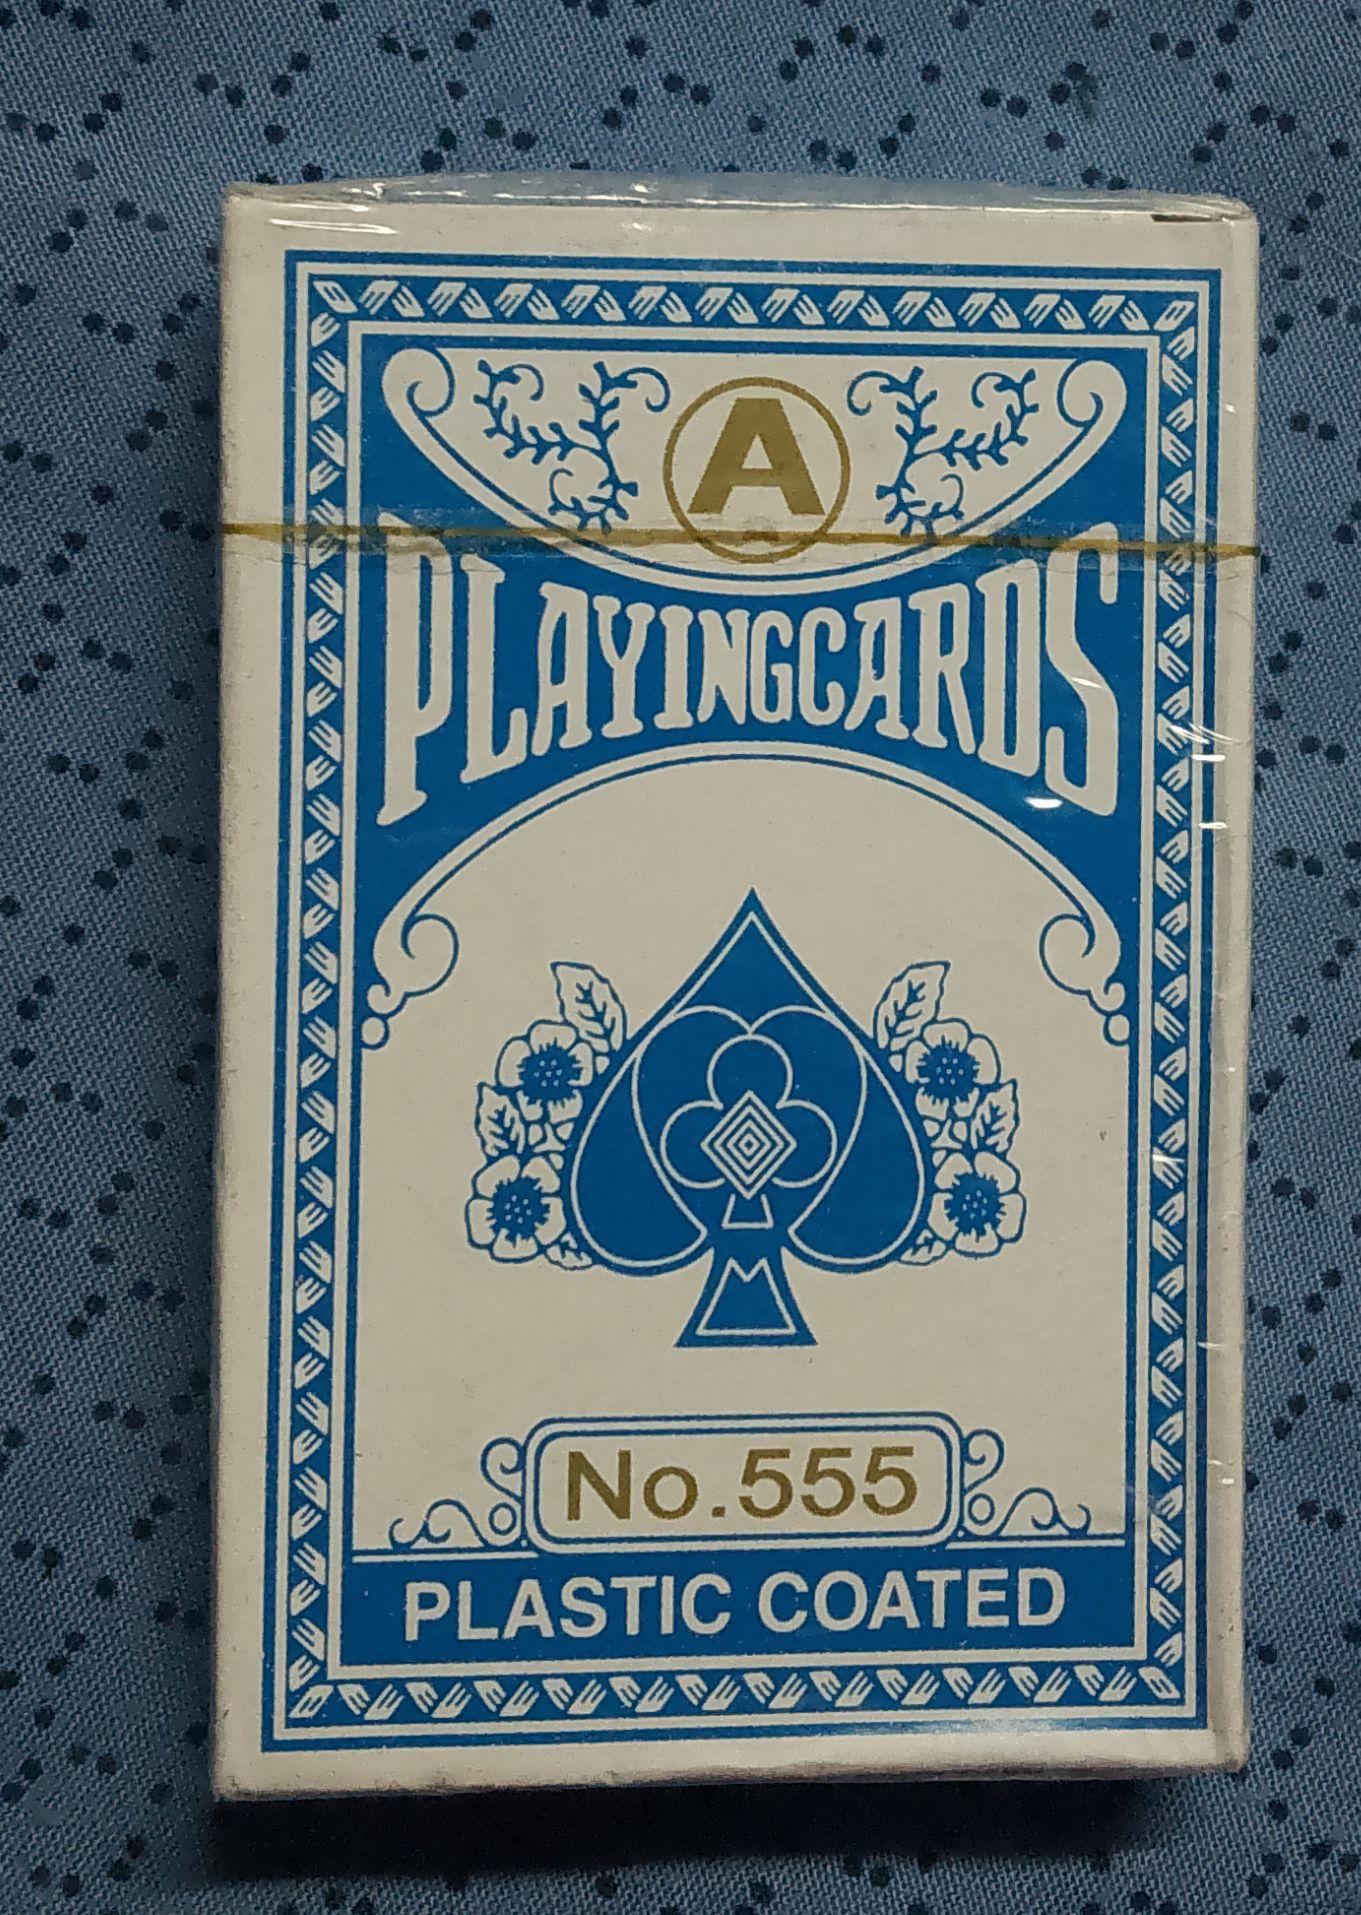 A
PLAYINGCARDS
No.555
PLASTIC COATED